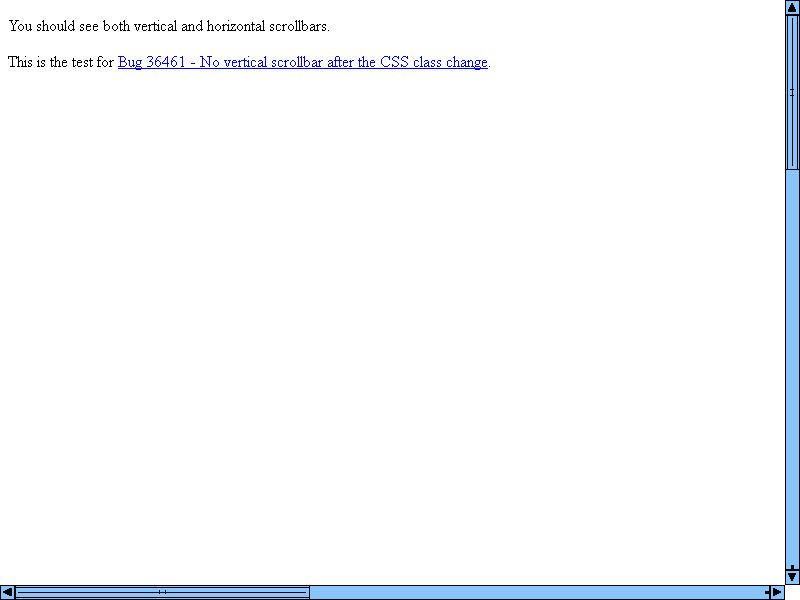 You should see both vertical and horizontal scrollbars.
This is the test for Bug 36461 - No vertical scrollbar after the CSS class change.